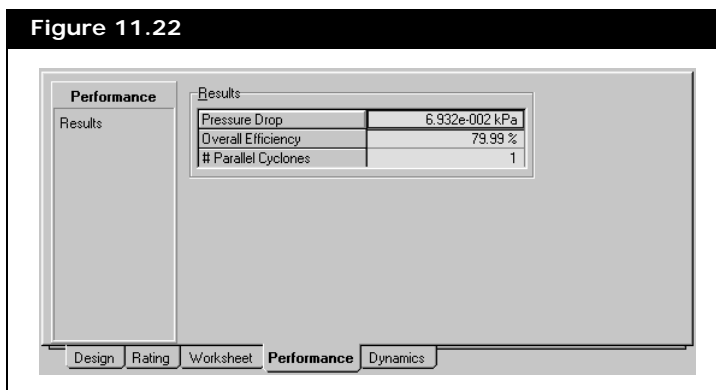 Figure 11.22
Performance
Results
Results
Pressure Drop 6.932e-002 kPa
Overall Efficiency 79.99 %
# Parallel Cyclones 1
Design Rating Worksheet Performance Dynamics